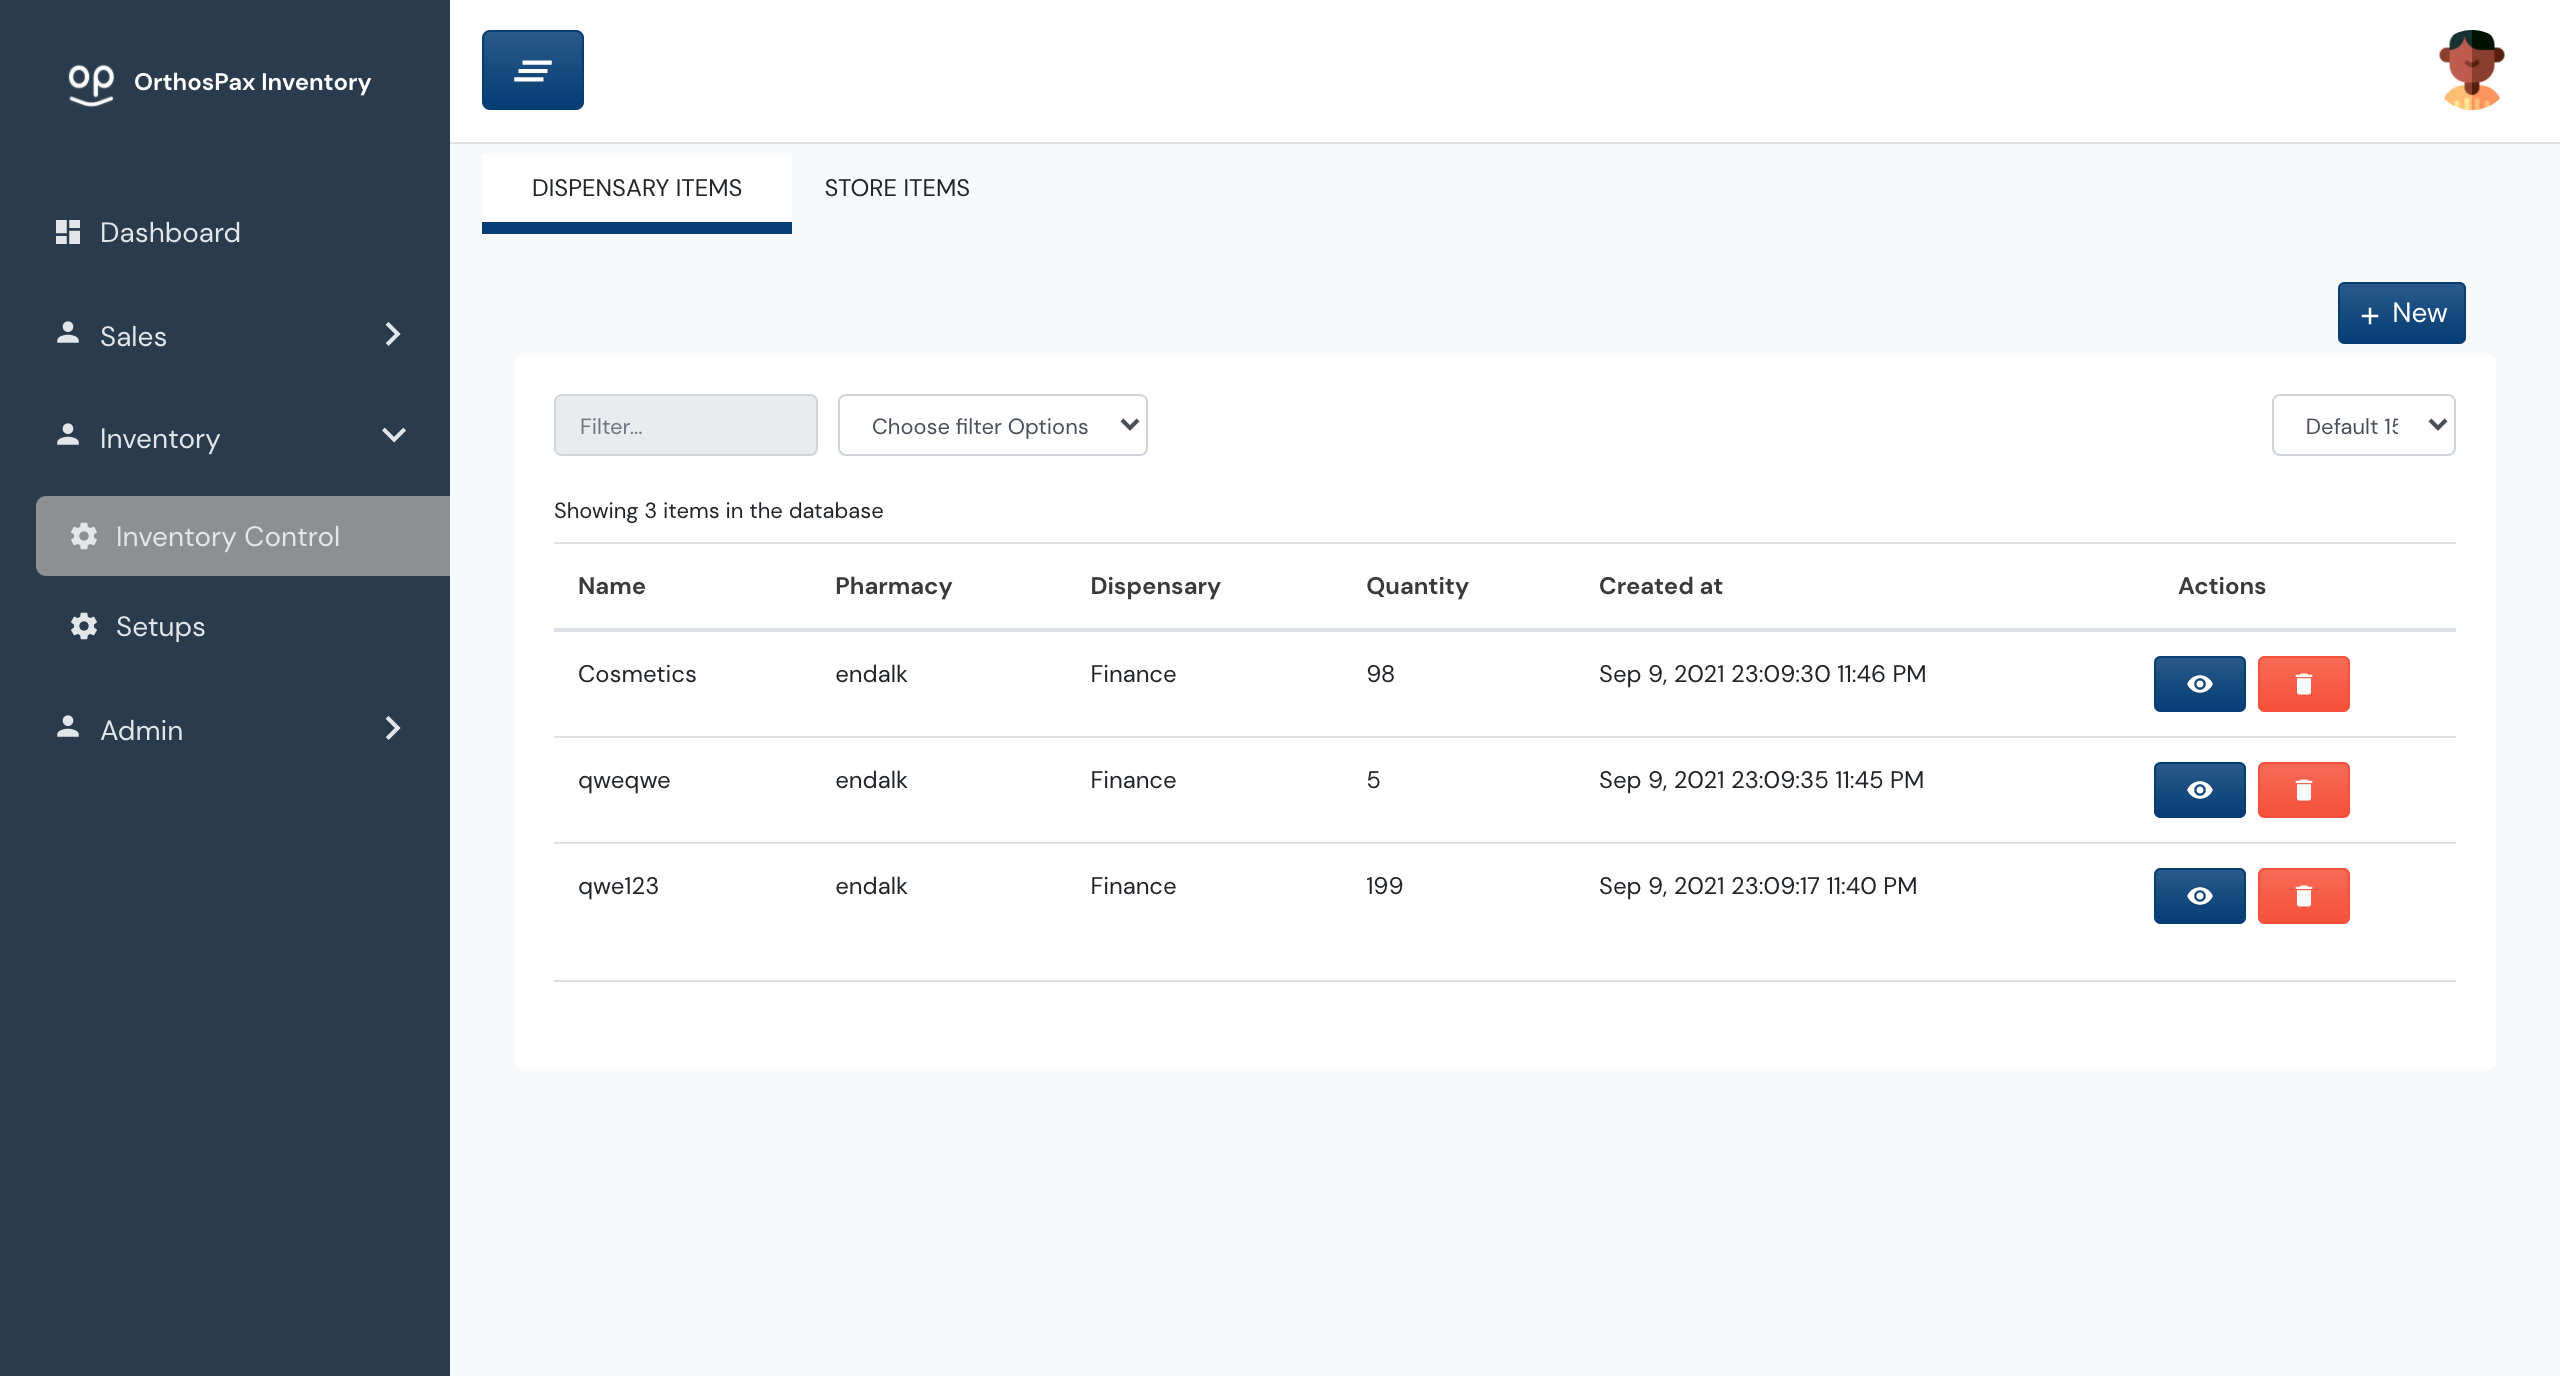 op OrthosPax Inventory
Dashboard
Sales
Inventory
Inventory Control
Setups
Admin
DISPENSARY ITEMS STORE ITEMS
+ New
Filter... Choose filter Options Default 15
Showing 3 items in the database
Name Pharmacy Dispensary Quantity Created at Actions
Cosmetics endalk Finance 98 Sep 9, 2021 23:09:30 11:46 PM
qweqwe endalk Finance 5 Sep 9, 2021 23:09:35 11:45 PM
qwe123 endalk Finance 199 Sep 9, 2021 23:09:17 11:40 PM